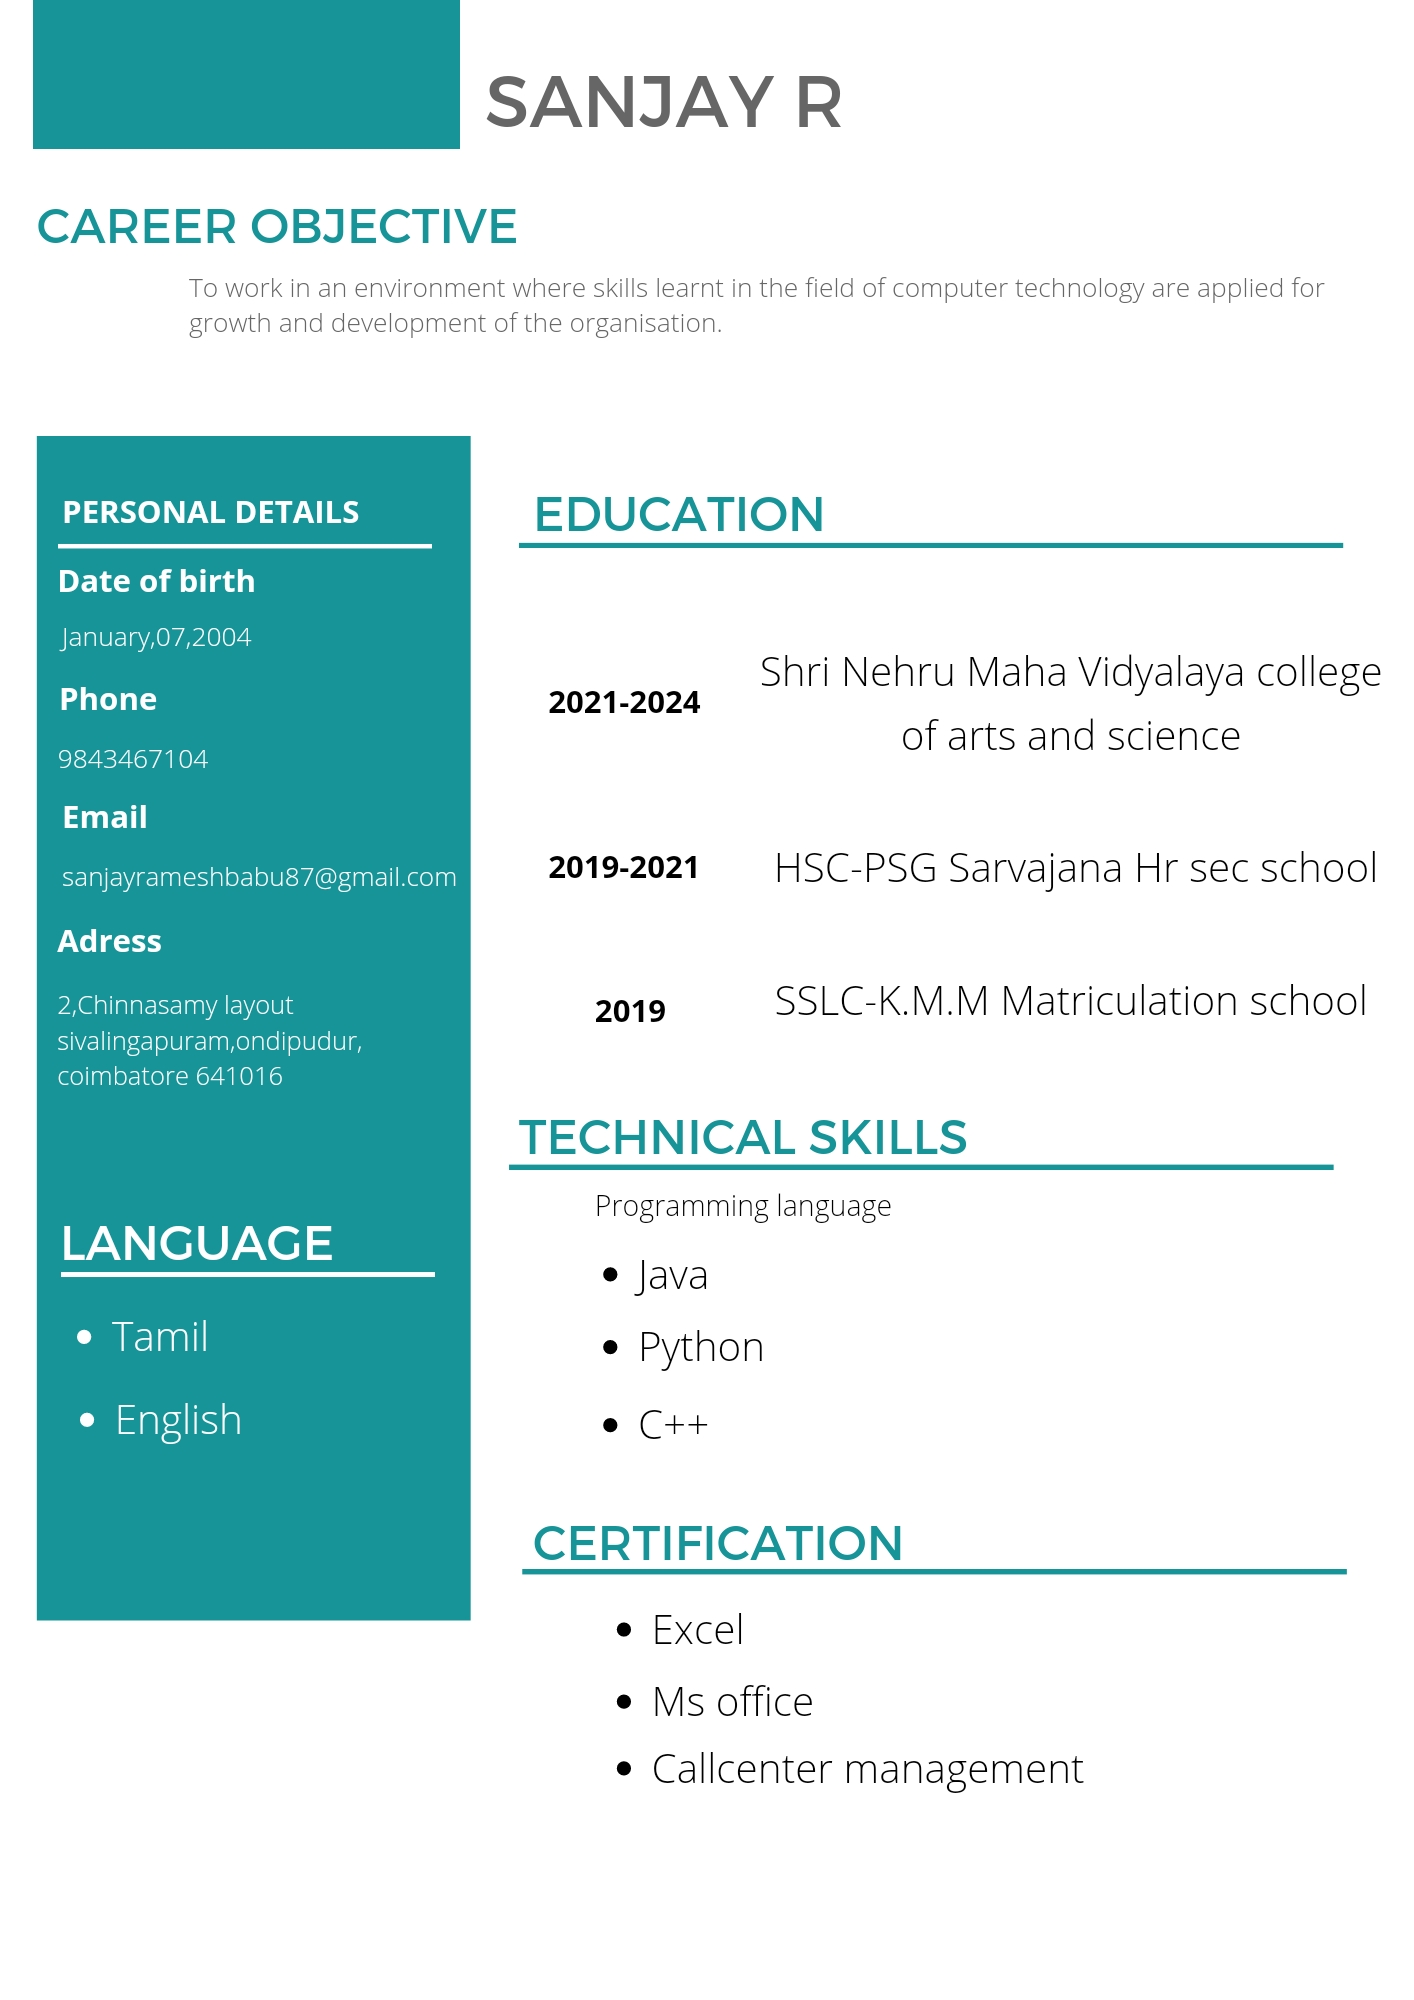 SANJAY R
CAREER OBJECTIVE
To work in an environment where skills learnt in the field of computer technology are applied for
growth and development of the organisation.
PERSONAL DETAILS
Date of birth
January,07,2004
Phone
9843467104
Email
sanjayrameshbabu87@gmail.com
Adress
2,Chinnasamy layout
sivalingapuram,ondipudur,
coimbatore 641016
LANGUAGE
• Tamil
• English
EDUCATION
2021-2024
Shri Nehru Maha Vidyalaya college
of arts and science
2019-2021 HSC-PSG Sarvajana Hr sec school
2019 SSLC-K.M.M Matriculation school
TECHNICAL SKILLS
Programming language
• Java
• Python
• C++
CERTIFICATION
• Excel
• Ms office
• Callcenter management